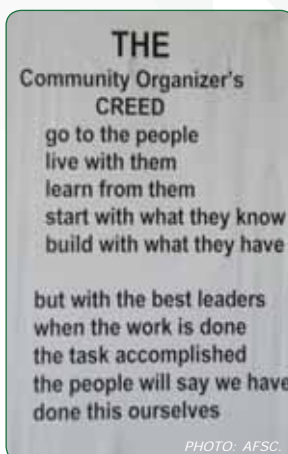 THE
Community Organizer's
CREED
go to the people
live with them
learn from them
start with what they know
build with what they have
but with the best leaders
when the work is done
the task accomplished
the people will say we have
done this ourselves
PHOTO: AFSC.